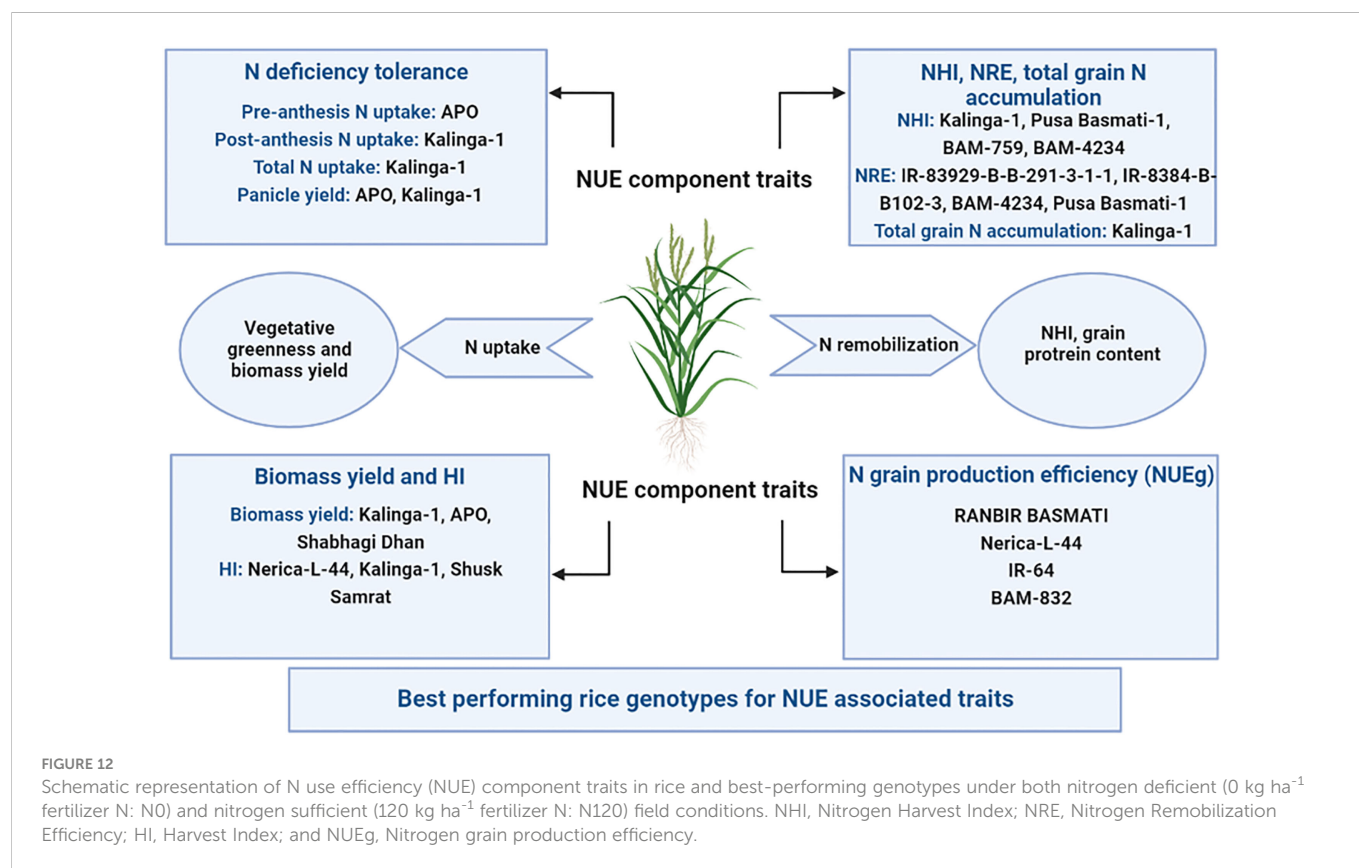 N deficiency tolerance
Pre-anthesis N uptake: APO
Post-anthesis N uptake: Kalinga-1
Total N uptake: Kalinga-1
Panicle yield: APO, Kalinga-1
NHI, NRE, total grain N
accumulation
NHI: Kalinga-1, Pusa Basmati-1,
BAM-759, BAM-4234
NRE: IR-83929-B-B-291-3-1-1, IR-8384-B-
B102-3, BAM-4234, Pusa Basmati-1
Total grain N accumulation: Kalinga-1
NUE component traits
Vegetative
greenness and
biomass yield
N uptake
N remobilization
NHI, grain
protrein content
Biomass yield and HI
Biomass yield: Kalinga-1, APO,
Shabhagi Dhan
HI: Nerica-L-44, Kalinga-1, Shusk
Samrat
NUE component traits
N grain production efficiency (NUEg)
RANBIR BASMATI
Nerica-L-44
IR-64
BAM-832
Best performing rice genotypes for NUE associated traits
FIGURE 12
Schematic representation of N use efficiency (NUE) component traits in rice and best-performing genotypes under both nitrogen deficient (0 kg ha⁻¹
fertilizer N: N0) and nitrogen sufficient (120 kg ha⁻¹ fertilizer N: N120) field conditions. NHI, Nitrogen Harvest Index; NRE, Nitrogen Remobilization
Efficiency; HI, Harvest Index; and NUEg, Nitrogen grain production efficiency.